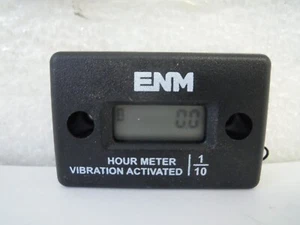 ENM
00
HOUR METER | 1/10
VIBRATION ACTIVATED